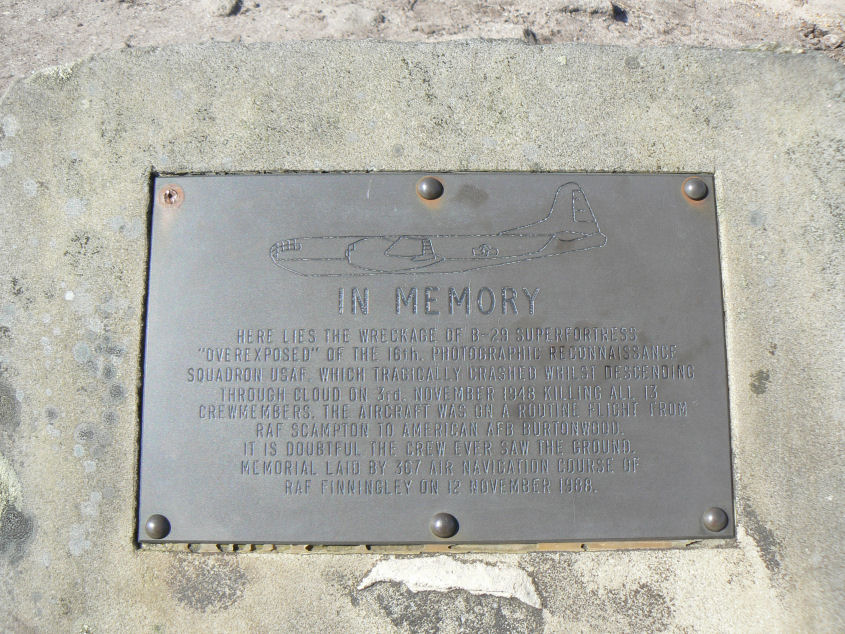 IN MEMORY
HERE LIES THE WRECKAGE OF B-29 SUPERFORTRESS
"OVEREXPOSED" OF THE 16th. PHOTOGRAPHIC RECONNAISSANCE
SQUADRON USAF, WHICH TRAGICALLY CRASHED WHILST DESCENDING
THROUGH CLOUD ON 3rd. NOVEMBER 1948 KILLING ALL 13
CREWMEMBERS. THE AIRCRAFT WAS ON A ROUTINE FLIGHT FROM
RAF SCAMPTON TO AMERICAN AFB BURTONWOOD.
IT IS DOUBTFUL THE CREW EVER SAW THE GROUND.
MEMORIAL LAID BY 367 AIR NAVIGATION COURSE OF
RAF FINNINGLEY ON 12 NOVEMBER 1988.